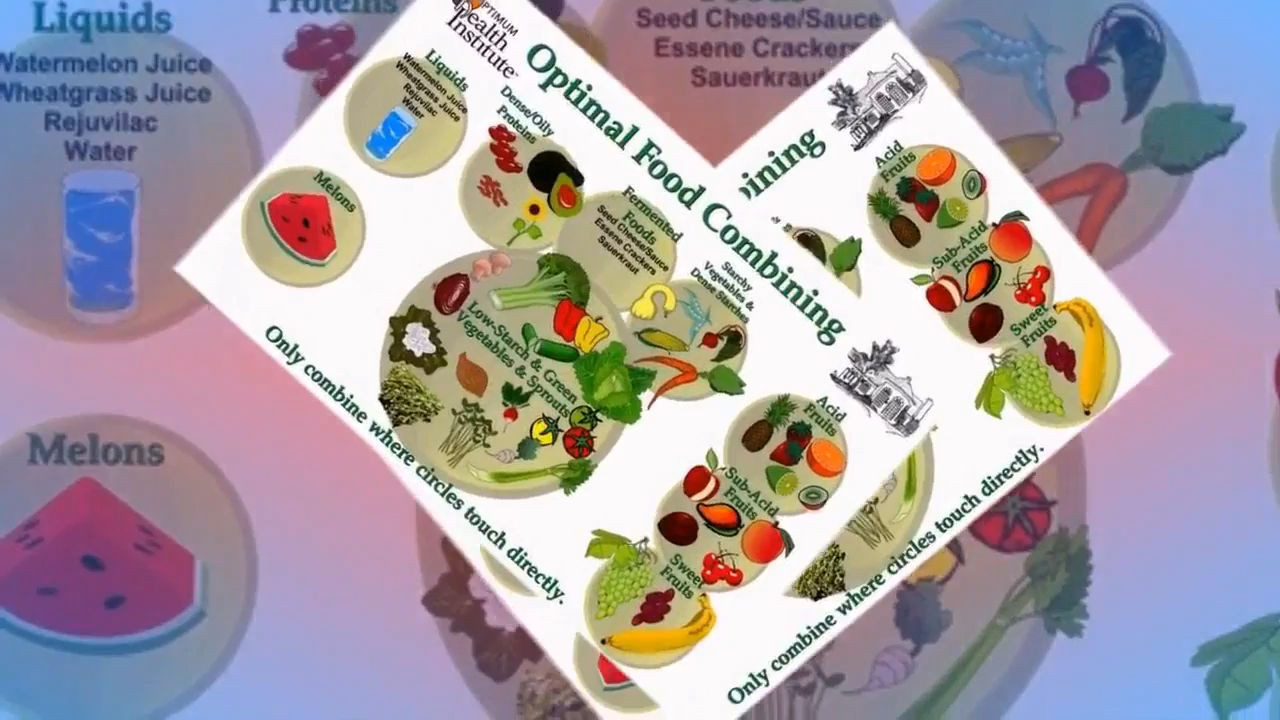 Liquids
Watermelon Juice
Wheatgrass Juice
Rejuvilac
Water
Proteins
Seed Cheese/Sauce
Essene Crackers
Sauerkraut
Melons
OPTIMUM
Health
Institute
Optimal Food Combining
Liquids
Watermelon Juice
Wheatgrass Juice
Rejuvilac
Water
Dense/Oily
Proteins
Melons
Fermented
Foods
Seed Cheese/Sauce
Essene Crackers
Sauerkraut
Starchy
Vegetables &
Dense Starches
Low-Starch & Green
Vegetables & Sprouts
Acid
Fruits
Sub-Acid
Fruits
Sweet
Fruits
Only combine where circles touch directly.
ining
Acid
Fruits
Sub-Acid
Fruits
Sweet
Fruits
Only combine where circles touch directly.